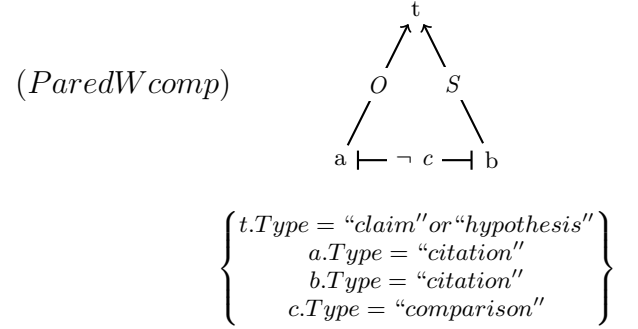 t
(ParedWcomp)
O S
a ¬ c b
t.Type = “claim″or“hypothesis″
a.Type = “citation″
b.Type = “citation″
c.Type = “comparison″